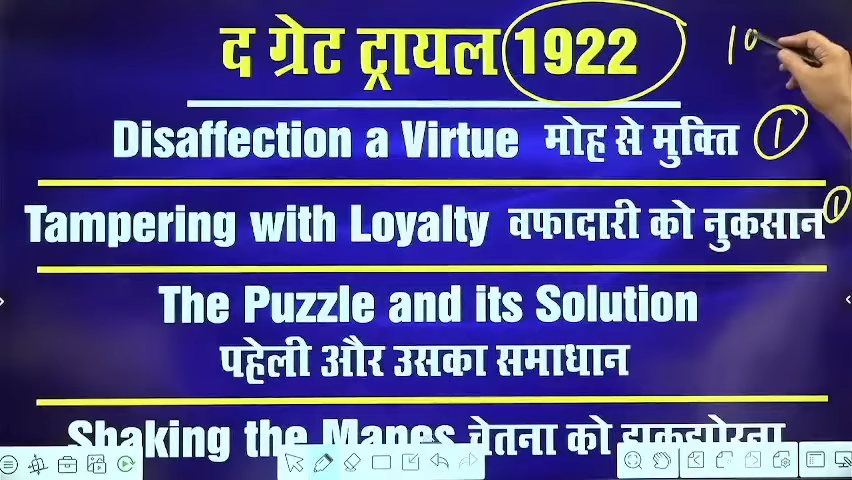 द ग्रेट ट्रायल 1922
10
Disaffection a Virtue मोह से मुक्ति 1
Tampering with Loyalty वफादारी को नुकसान 1
The Puzzle and its Solution
पहेली और उसका समाधान
Shaking the Manes चेतना को झकझोरना